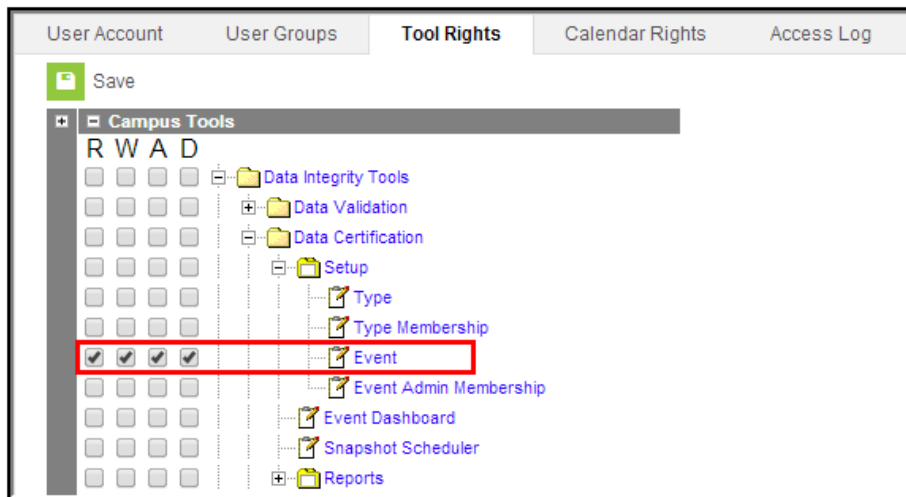 User Account User Groups Tool Rights Calendar Rights Access Log
Save
Campus Tools
R W A D
Data Integrity Tools
Data Validation
Data Certification
Setup
Type
Type Membership
Event
Event Admin Membership
Event Dashboard
Snapshot Scheduler
Reports